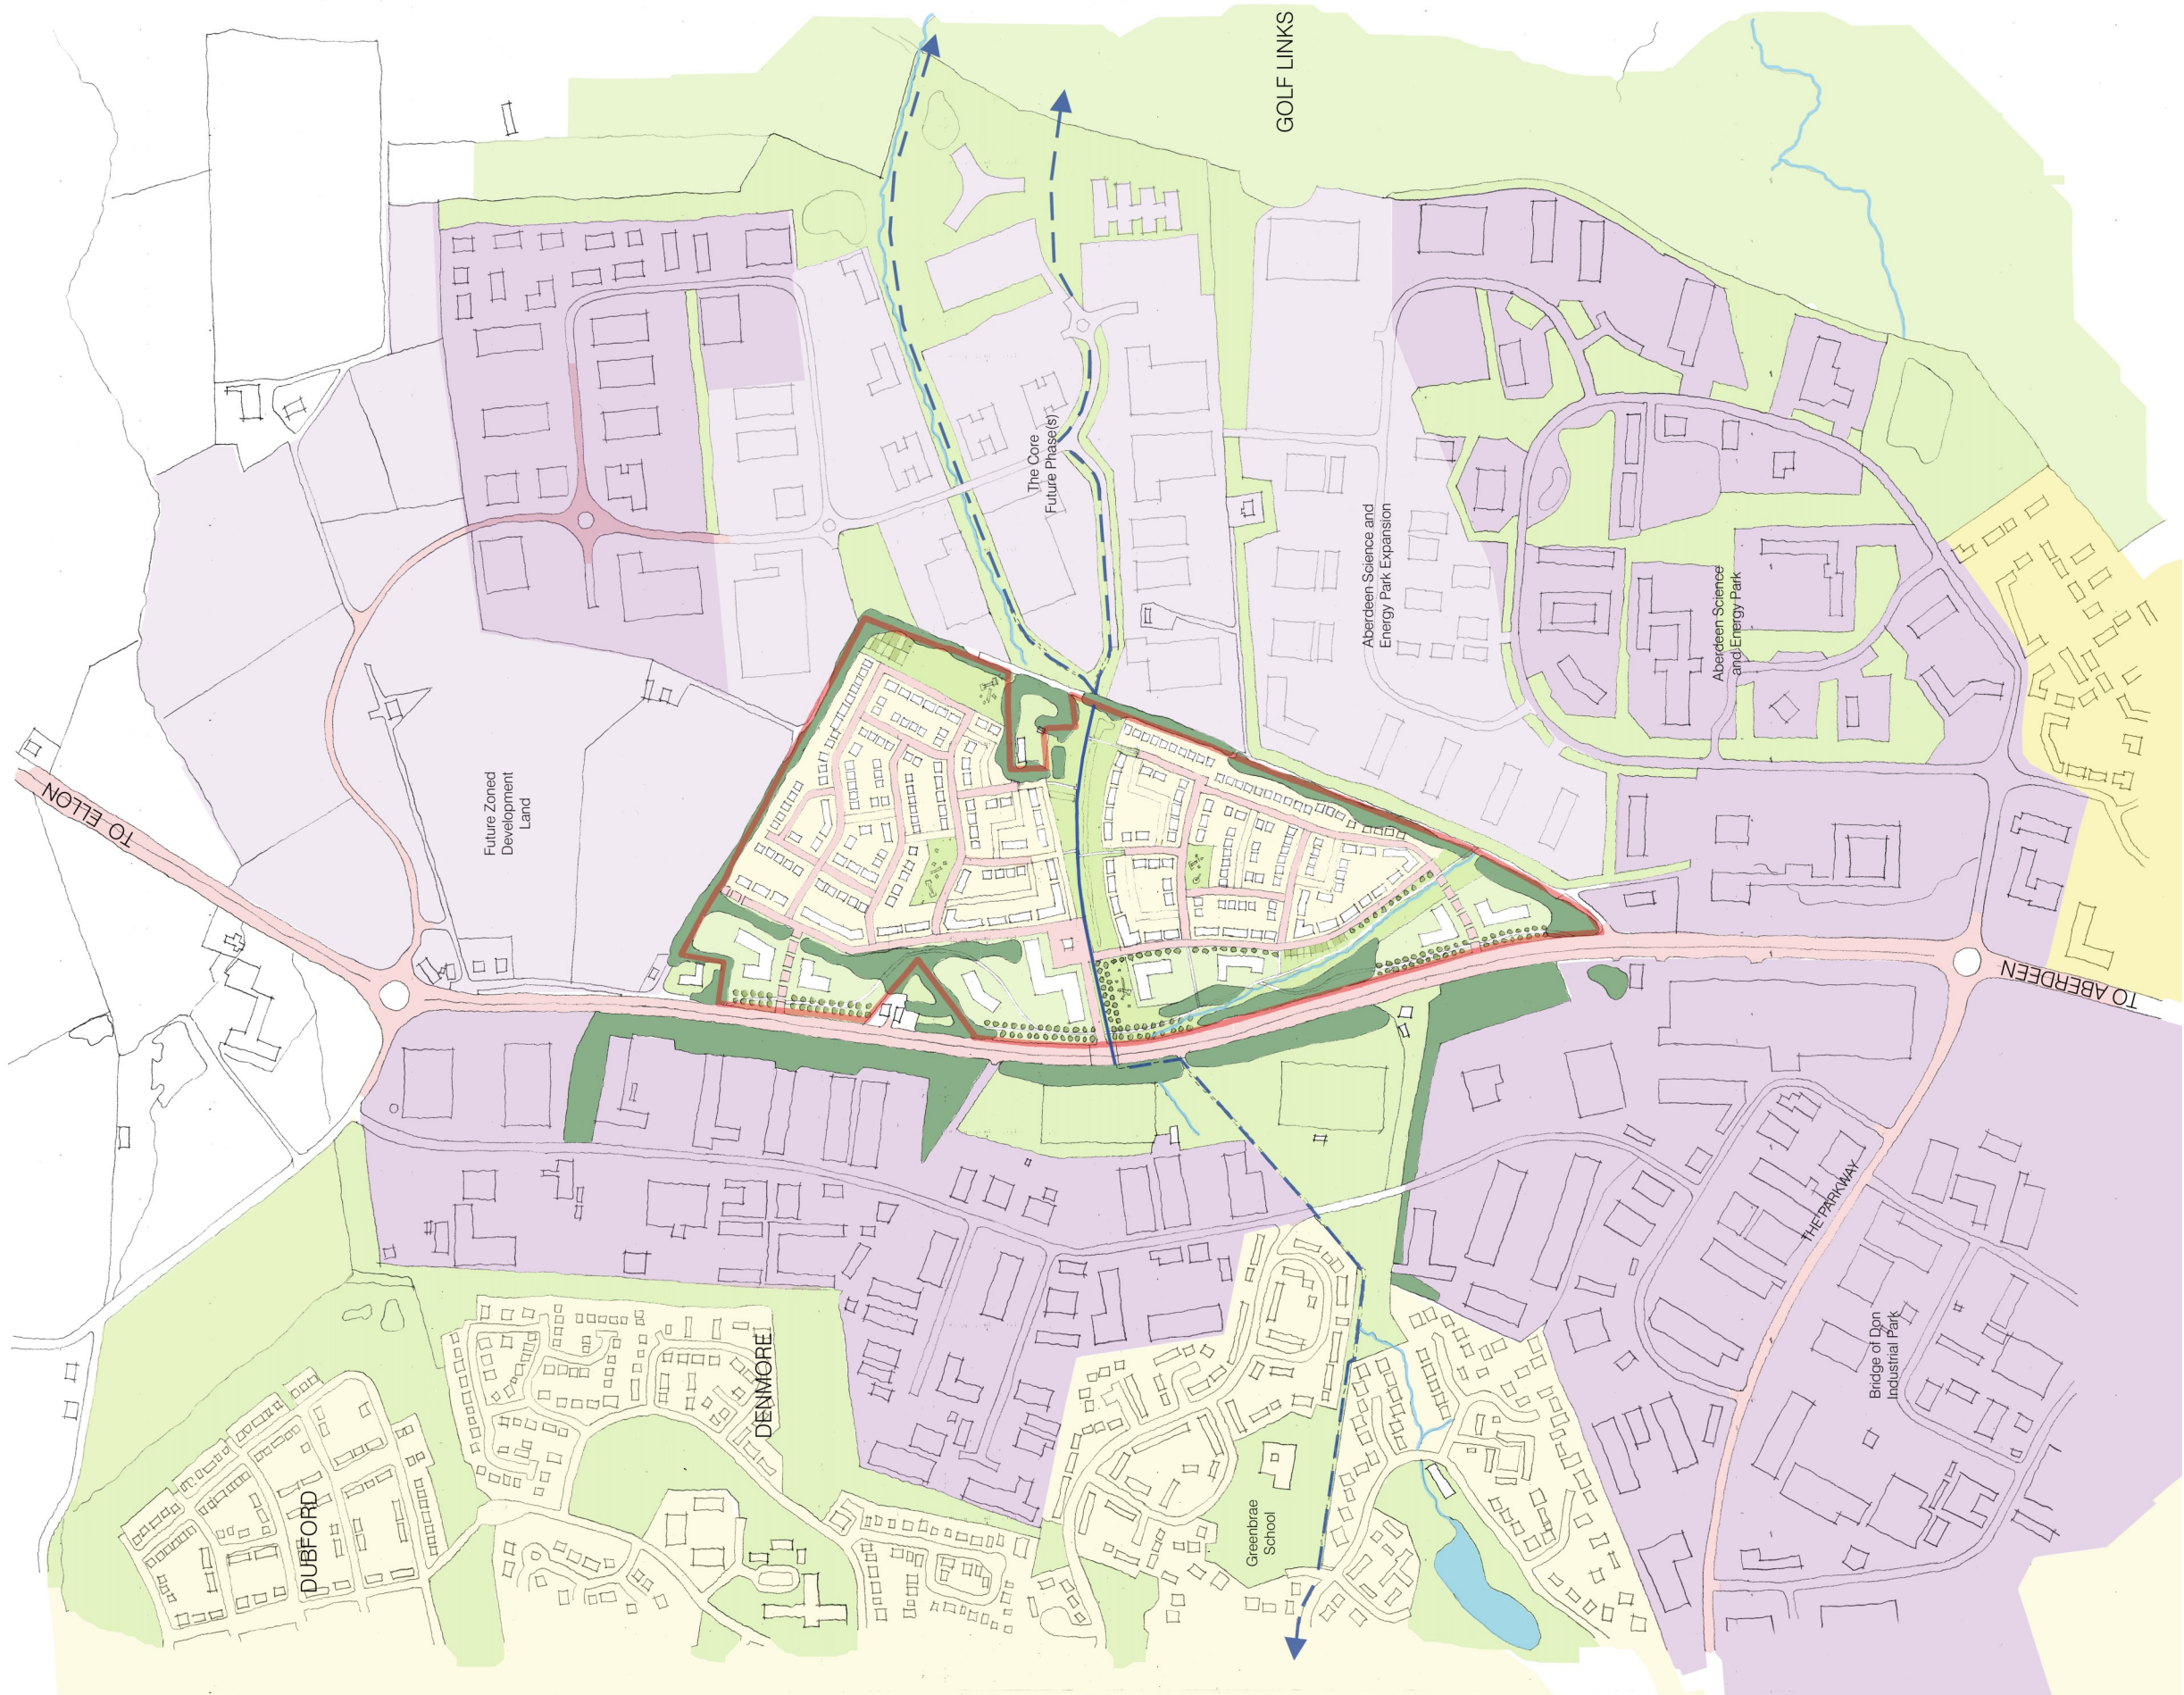 GOLF LINKS
The Core
Future Phase(s)
Aberdeen Science and
Energy Park Expansion
Aberdeen Science
and Energy Park
TO ELLON
Future Zoned
Development
Land
TO ABERDEEN
THE PARKWAY
Bridge of Don
Industrial Park
DENMORE
DUBFORD
Greenbrae
School